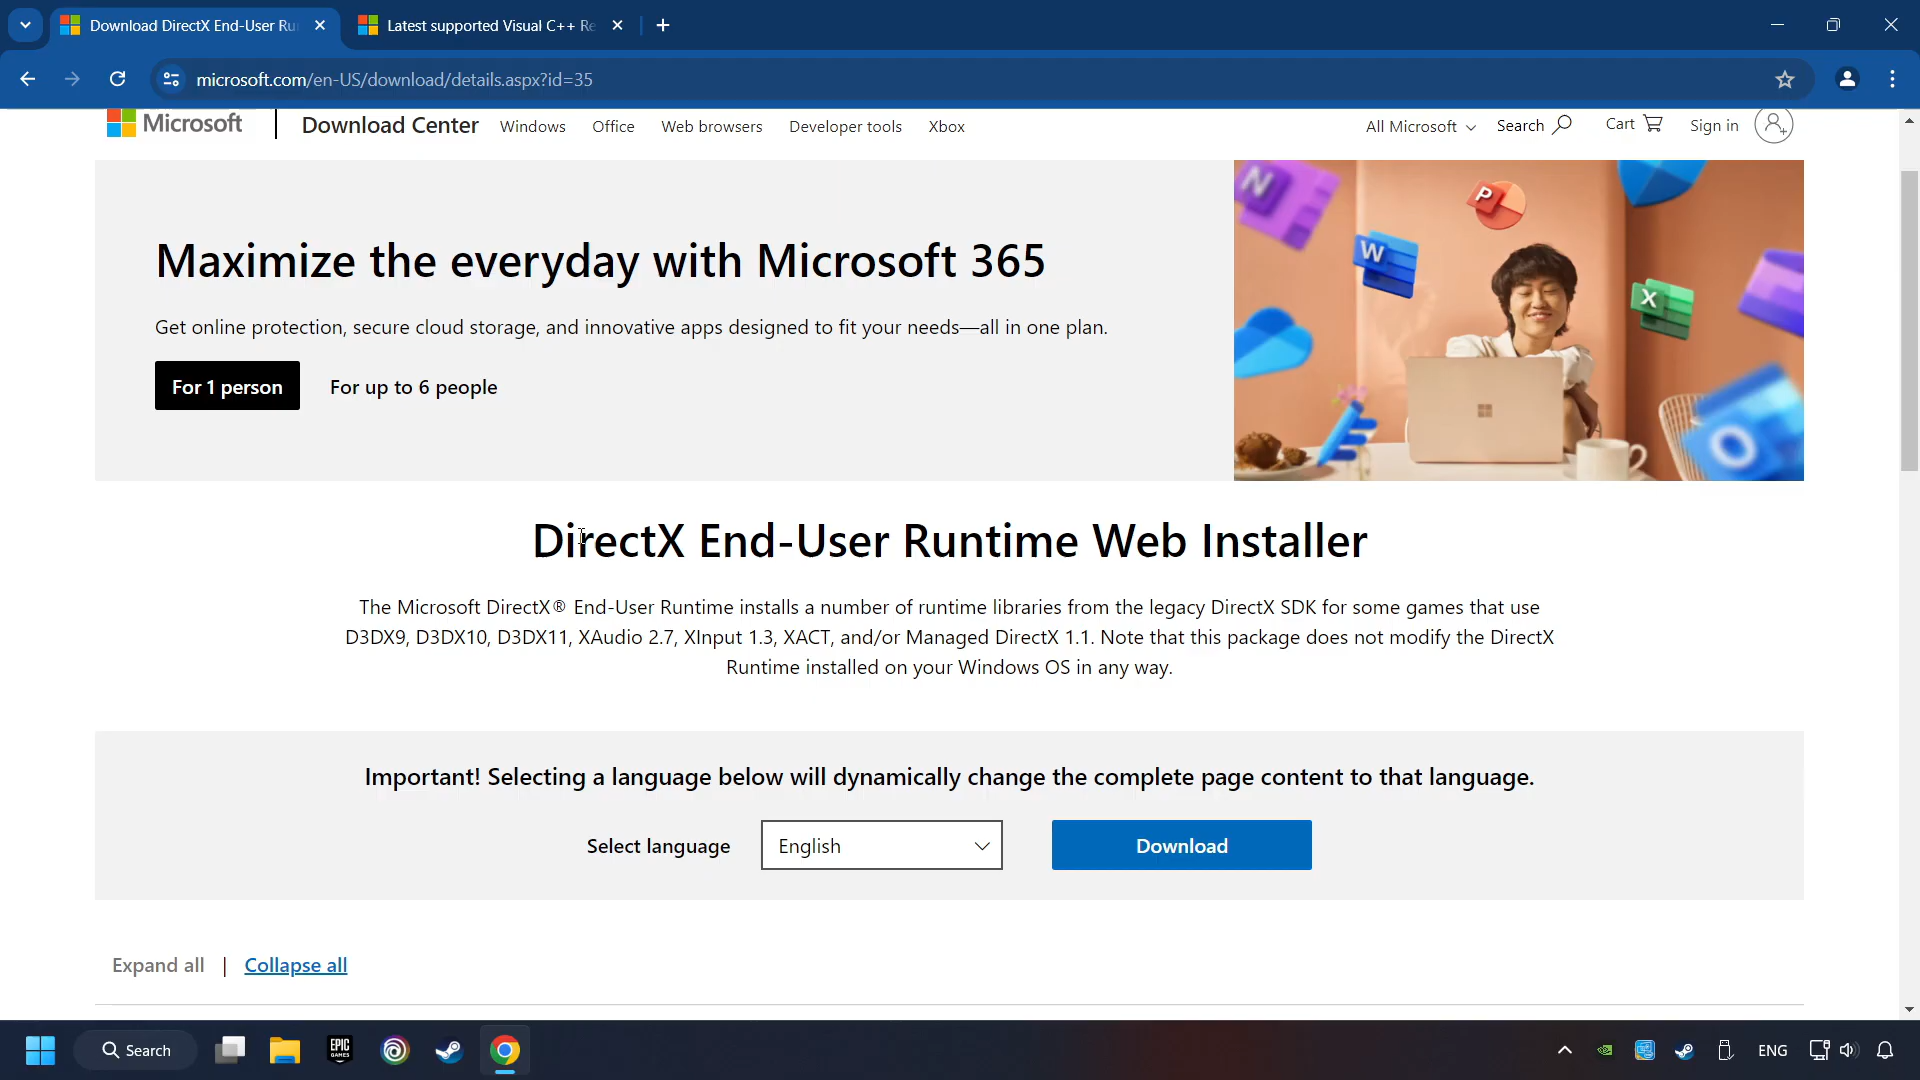 Download DirectX End-User Ru
Latest supported Visual C++ Re
microsoft.com/en-US/download/details.aspx?id=35
Microsoft
Download Center
Windows
Office
Web browsers
Developer tools
Xbox
All Microsoft
Search
Cart
Sign in
Maximize the everyday with Microsoft 365
Get online protection, secure cloud storage, and innovative apps designed to fit your needs—all in one plan.
For 1 person
For up to 6 people
N
P
W
X
O
DirectX End-User Runtime Web Installer
The Microsoft DirectX® End-User Runtime installs a number of runtime libraries from the legacy DirectX SDK for some games that use
D3DX9, D3DX10, D3DX11, XAudio 2.7, XInput 1.3, XACT, and/or Managed DirectX 1.1. Note that this package does not modify the DirectX
Runtime installed on your Windows OS in any way.
Important! Selecting a language below will dynamically change the complete page content to that language.
Select language
English
Download
Expand all | Collapse all
Search
EPIC
GAMES
ENG